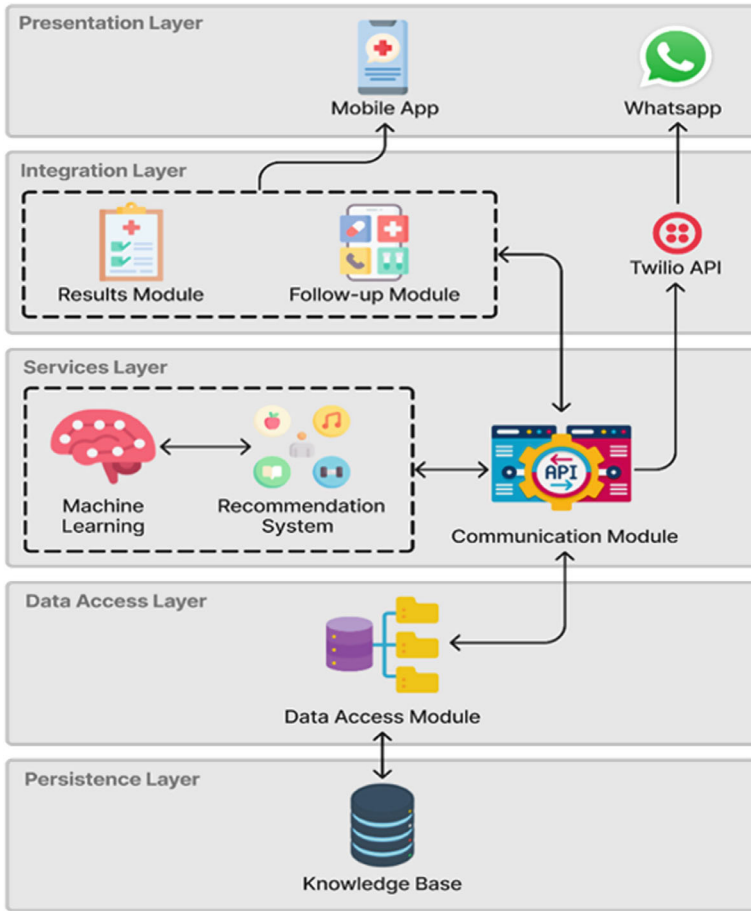 Presentation Layer
Mobile App
Whatsapp
Integration Layer
Results Module
Follow-up Module
Twilio API
Services Layer
Machine
Learning
Recommendation
System
API
Communication Module
Data Access Layer
Data Access Module
Persistence Layer
Knowledge Base